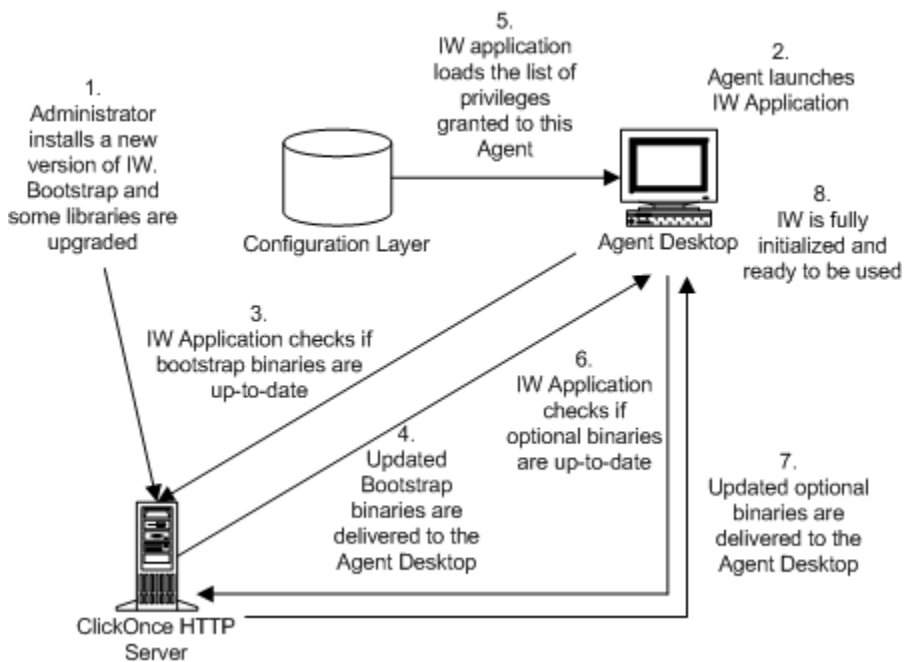 1.
Administrator
installs a new
version of IW.
Bootstrap and
some libraries are
upgraded
5.
IW application
loads the list of
privileges
granted to this
Agent
2.
Agent launches
IW Application
Configuration Layer
Agent Desktop
8.
IW is fully
initialized and
ready to be used
3.
IW Application checks if
bootstrap binaries are
up-to-date
4.
Updated
Bootstrap
binaries are
delivered to the
Agent Desktop
6.
IW Application
checks if
optional binaries
are up-to-date
7.
Updated optional
binaries are
delivered to the
Agent Desktop
ClickOnce HTTP
Server